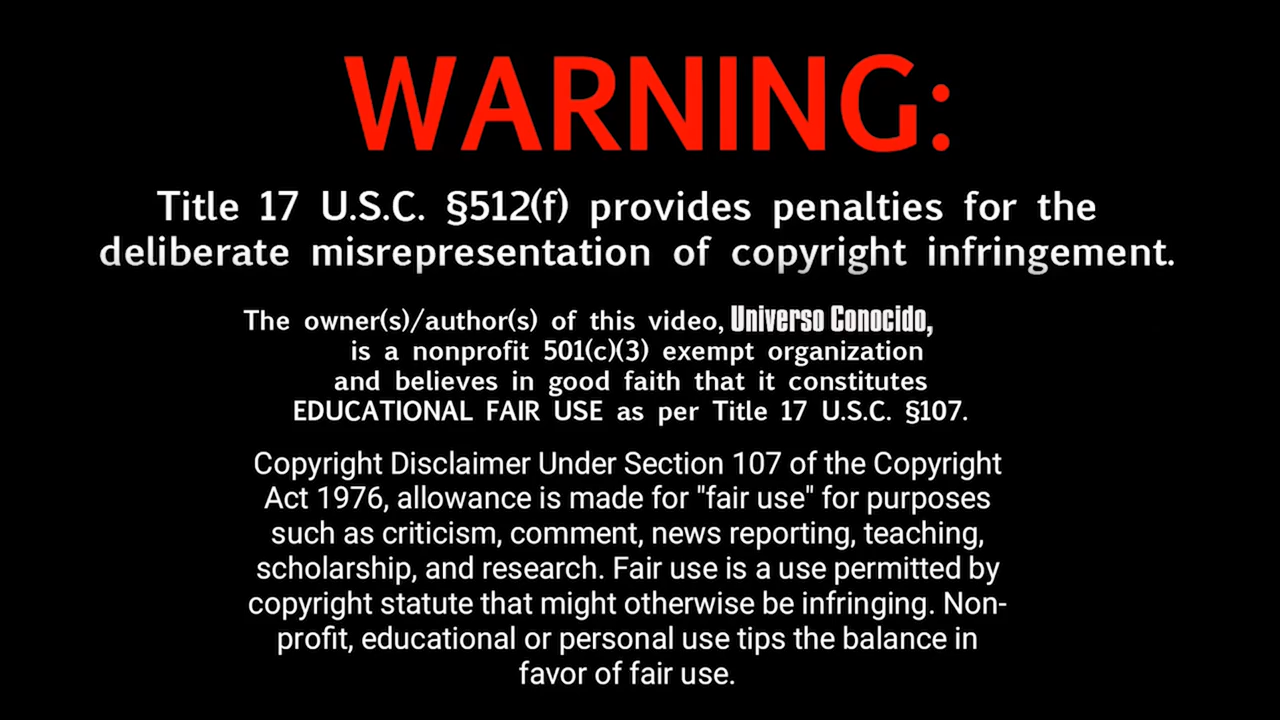 WARNING:
Title 17 U.S.C. §512(f) provides penalties for the
deliberate misrepresentation of copyright infringement.
The owner(s)/author(s) of this video, Universo Conocido,
is a nonprofit 501(c)(3) exempt organization
and believes in good faith that it constitutes
EDUCATIONAL FAIR USE as per Title 17 U.S.C. §107.
Copyright Disclaimer Under Section 107 of the Copyright
Act 1976, allowance is made for "fair use" for purposes
such as criticism, comment, news reporting, teaching,
scholarship, and research. Fair use is a use permitted by
copyright statute that might otherwise be infringing. Non-
profit, educational or personal use tips the balance in
favor of fair use.